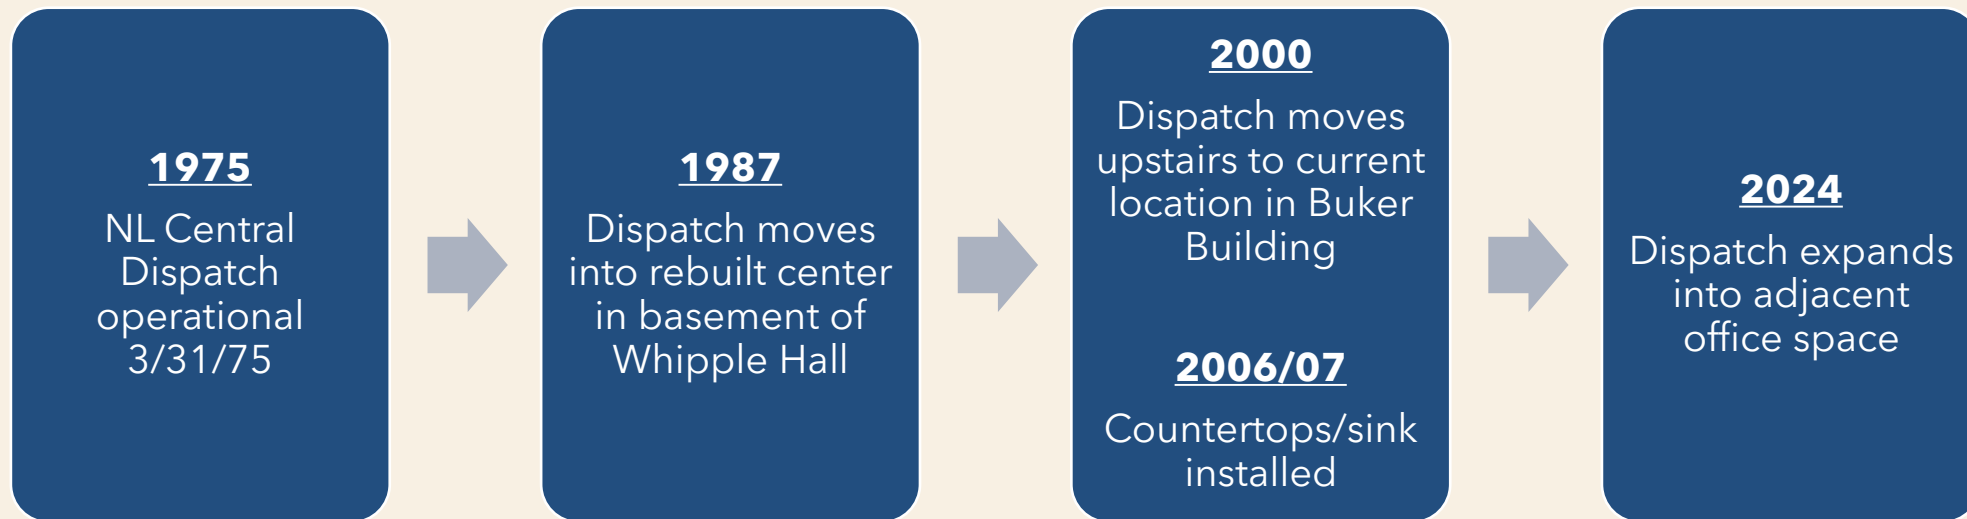 1975
NL Central
Dispatch
operational
3/31/75
1987
Dispatch moves
into rebuilt center
in basement of
Whipple Hall
2000
Dispatch moves
upstairs to current
location in Buker
Building
2006/07
Countertops/sink
installed
2024
Dispatch expands
into adjacent
office space